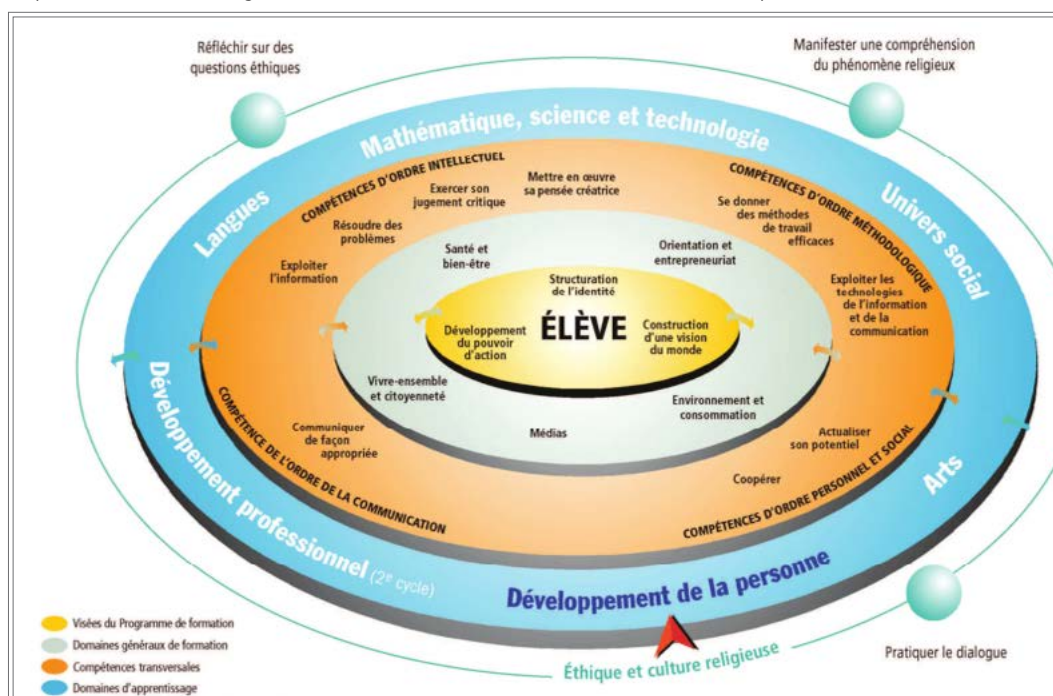 Réfléchir sur des
questions éthiques
Manifester une compréhension
du phénomène religieux
Mathématique, science et technologie
Langues
Univers social
COMPÉTENCES D'ORDRE INTELLECTUEL
COMPÉTENCES D'ORDRE MÉTHODOLOGIQUE
Mettre en œuvre
sa pensée créatrice
Exercer son
jugement critique
Résoudre des
problèmes
Exploiter
l'information
Se donner
des méthodes
de travail
efficaces
Exploiter les
technologies
de l'information
et de la
communication
Santé et
bien-être
Orientation et
entrepreneuriat
Structuration
de l'identité
ÉLÈVE
Développement
du pouvoir
d'action
Construction
d'une vision
du monde
Vivre-ensemble
et citoyenneté
Environnement et
consommation
Médias
Communiquer
de façon
appropriée
Actualiser
son potentiel
Coopérer
COMPÉTENCE DE L'ORDRE DE LA COMMUNICATION
COMPÉTENCES D'ORDRE PERSONNEL ET SOCIAL
Arts
Développement professionnel (2e cycle)
Développement de la personne
Éthique et culture religieuse
Pratiquer le dialogue
Visées du Programme de formation
Domaines généraux de formation
Compétences transversales
Domaines d'apprentissage